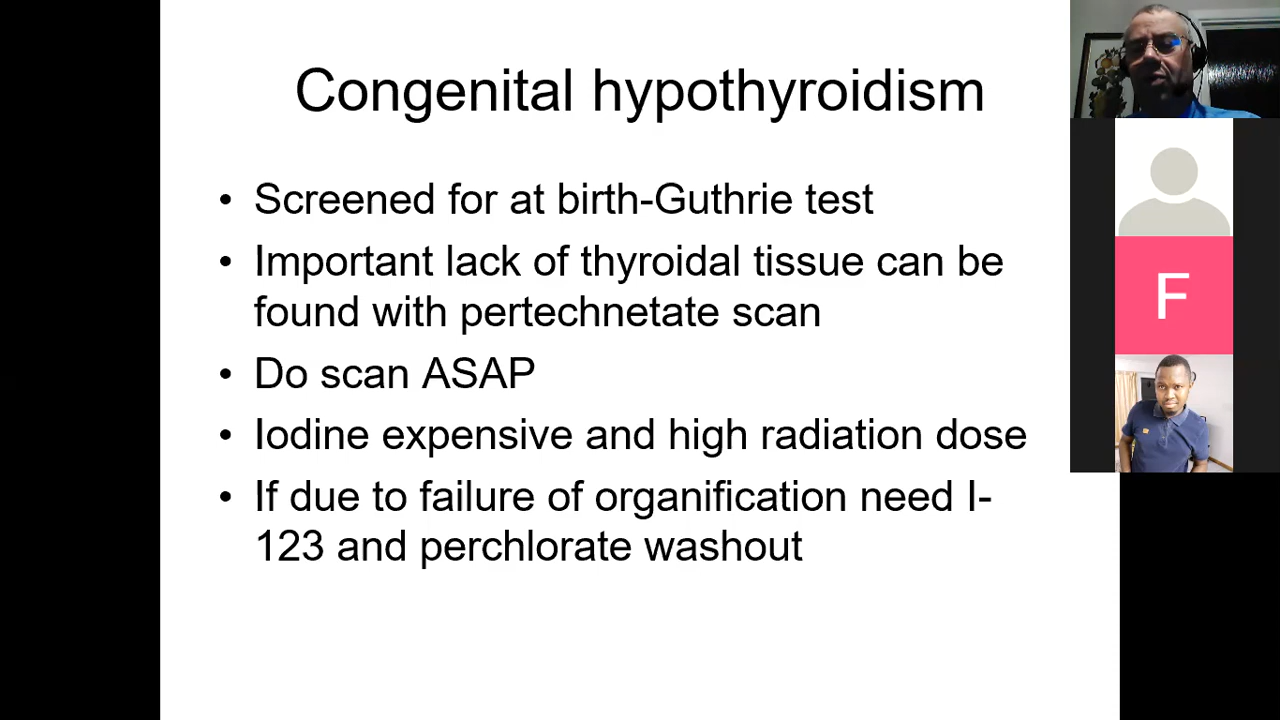 Congenital hypothyroidism
• Screened for at birth-Guthrie test
• Important lack of thyroidal tissue can be
found with pertechnetate scan
• Do scan ASAP
• Iodine expensive and high radiation dose
• If due to failure of organification need I-
123 and perchlorate washout
F